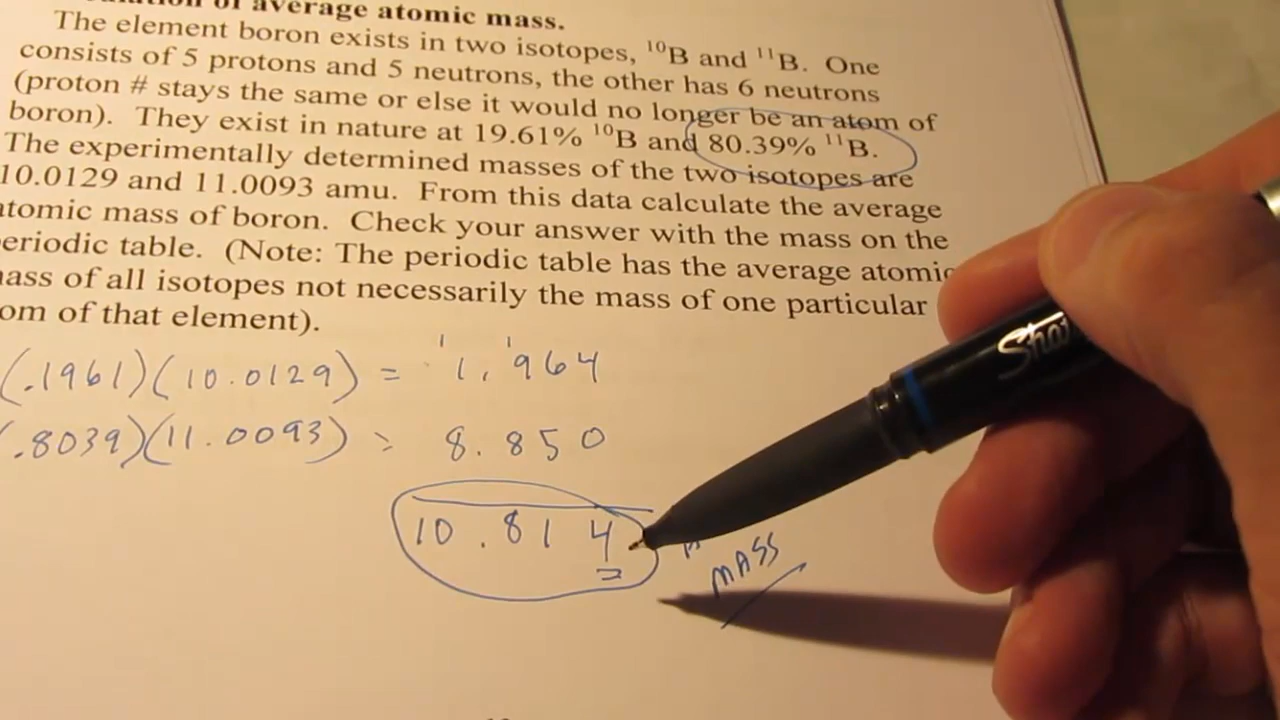 of average atomic mass.
The element boron exists in two isotopes, ¹⁰B and ¹¹B. One
consists of 5 protons and 5 neutrons, the other has 6 neutrons
(proton # stays the same or else it would no longer be an atom of
boron). They exist in nature at 19.61% ¹⁰B and 80.39% ¹¹B.
The experimentally determined masses of the two isotopes are
10.0129 and 11.0093 amu. From this data calculate the average
atomic mass of boron. Check your answer with the mass on the
periodic table. (Note: The periodic table has the average atomic
mass of all isotopes not necessarily the mass of one particular
om of that element).
(.1961)(10.0129) = 1.964
(.8039)(11.0093) = 8.850
10.814
MASS